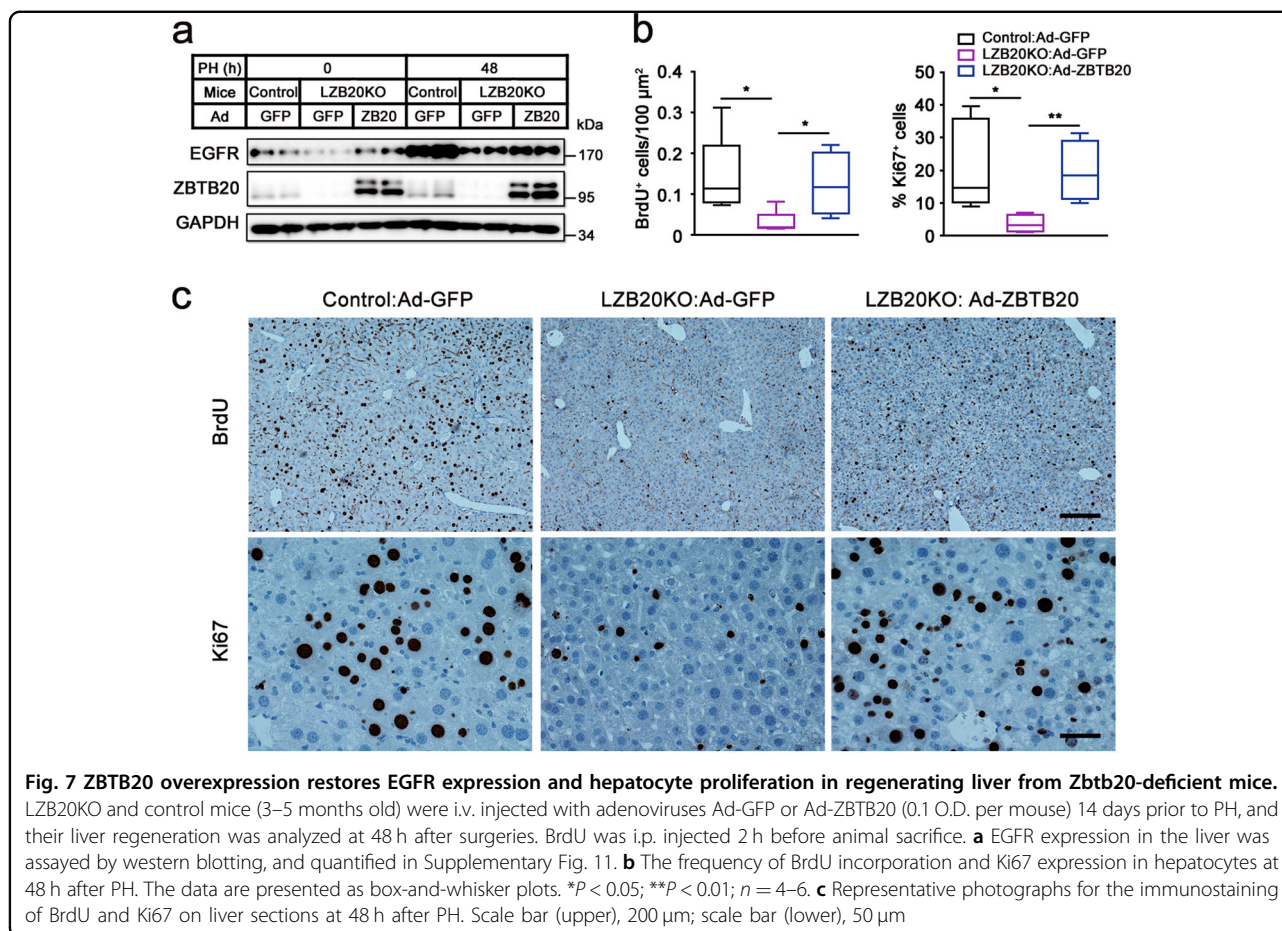 a
PH (h) 0 48
Mice Control LZB20KO Control LZB20KO
Ad GFP GFP ZB20 GFP GFP ZB20
kDa
EGFR 170
ZBTB20 95
GAPDH 34
b
Control:Ad-GFP
LZB20KO:Ad-GFP
LZB20KO:Ad-ZBTB20
BrdU+ cells/100 µm²
0.4
0.3
0.2
0.1
0
* *
% Ki67+ cells
50
40
30
20
10
0
* **
c
Control:Ad-GFP LZB20KO:Ad-GFP LZB20KO: Ad-ZBTB20
BrdU
Ki67
Fig. 7 ZBTB20 overexpression restores EGFR expression and hepatocyte proliferation in regenerating liver from Zbtb20-deficient mice.
LZB20KO and control mice (3–5 months old) were i.v. injected with adenoviruses Ad-GFP or Ad-ZBTB20 (0.1 O.D. per mouse) 14 days prior to PH, and
their liver regeneration was analyzed at 48 h after surgeries. BrdU was i.p. injected 2 h before animal sacrifice. a EGFR expression in the liver was
assayed by western blotting, and quantified in Supplementary Fig. 11. b The frequency of BrdU incorporation and Ki67 expression in hepatocytes at
48 h after PH. The data are presented as box-and-whisker plots. *P < 0.05; **P < 0.01; n = 4–6. c Representative photographs for the immunostaining
of BrdU and Ki67 on liver sections at 48 h after PH. Scale bar (upper), 200 µm; scale bar (lower), 50 µm